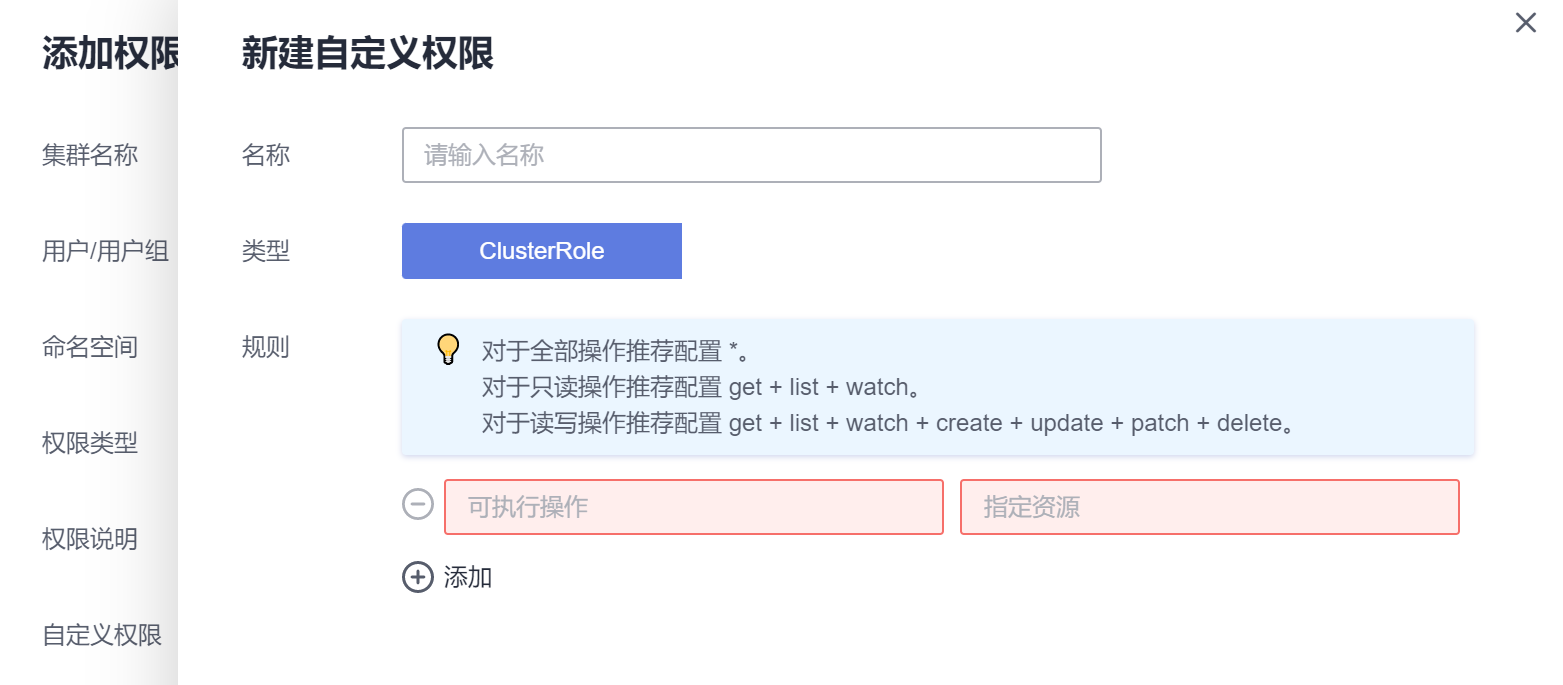 添加权限
集群名称
用户/用户组
命名空间
权限类型
权限说明
自定义权限
新建自定义权限
名称
请输入名称
类型
ClusterRole
规则
对于全部操作推荐配置 *。
对于只读操作推荐配置 get + list + watch。
对于读写操作推荐配置 get + list + watch + create + update + patch + delete。
可执行操作
指定资源
添加